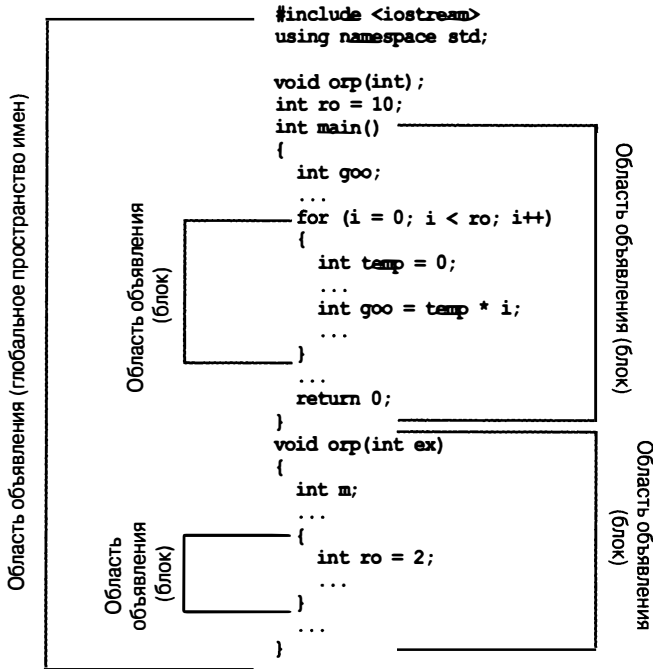 #include <iostream>
using namespace std;
void orp(int);
int ro = 10;
int main()
{
int goo;
...
for (i = 0; i < ro; i++)
{
int temp = 0;
...
int goo = temp * i;
...
}
...
return 0;
}
void orp(int ex)
{
int m;
...
{
int ro = 2;
...
}
...
}
Область объявления (глобальное пространство имен)
Область объявления
(блок)
Область
объявления
(блок)
Область объявления (блок)
Область объявления
(блок)